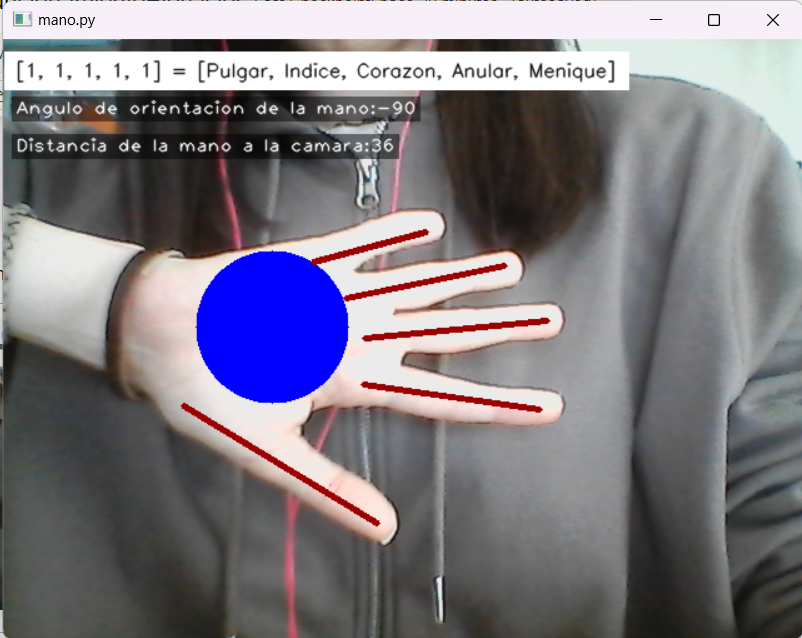 mano.py
[1, 1, 1, 1, 1] = [Pulgar, Indice, Corazon, Anular, Menique]
Angulo de orientacion de la mano:-90
Distancia de la mano a la camara:36